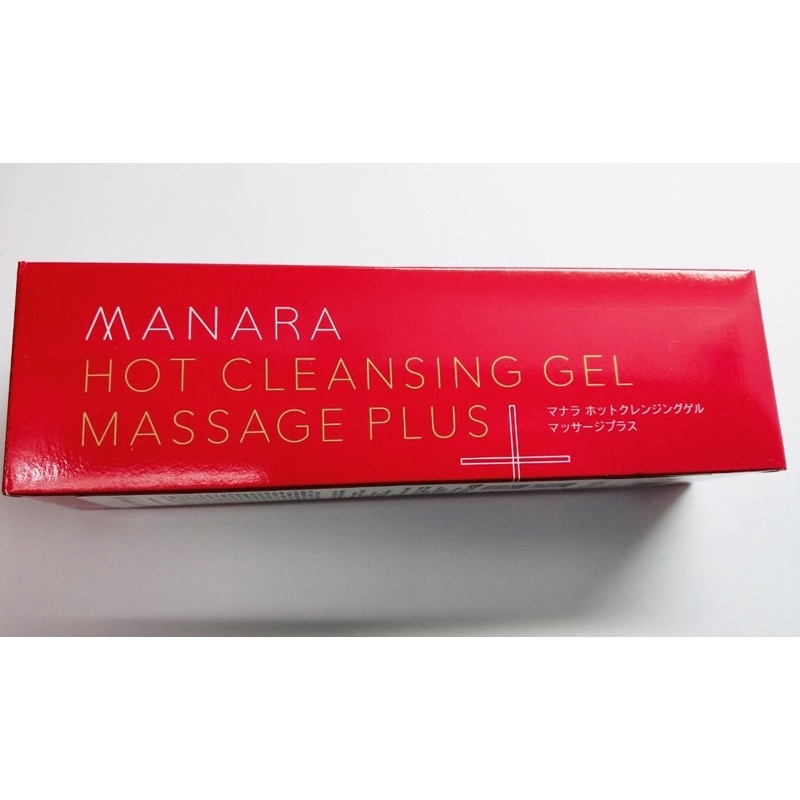 MANARA
HOT CLEANSING GEL
MASSAGE PLUS
マナラ ホットクレンジングゲル
マッサージプラス